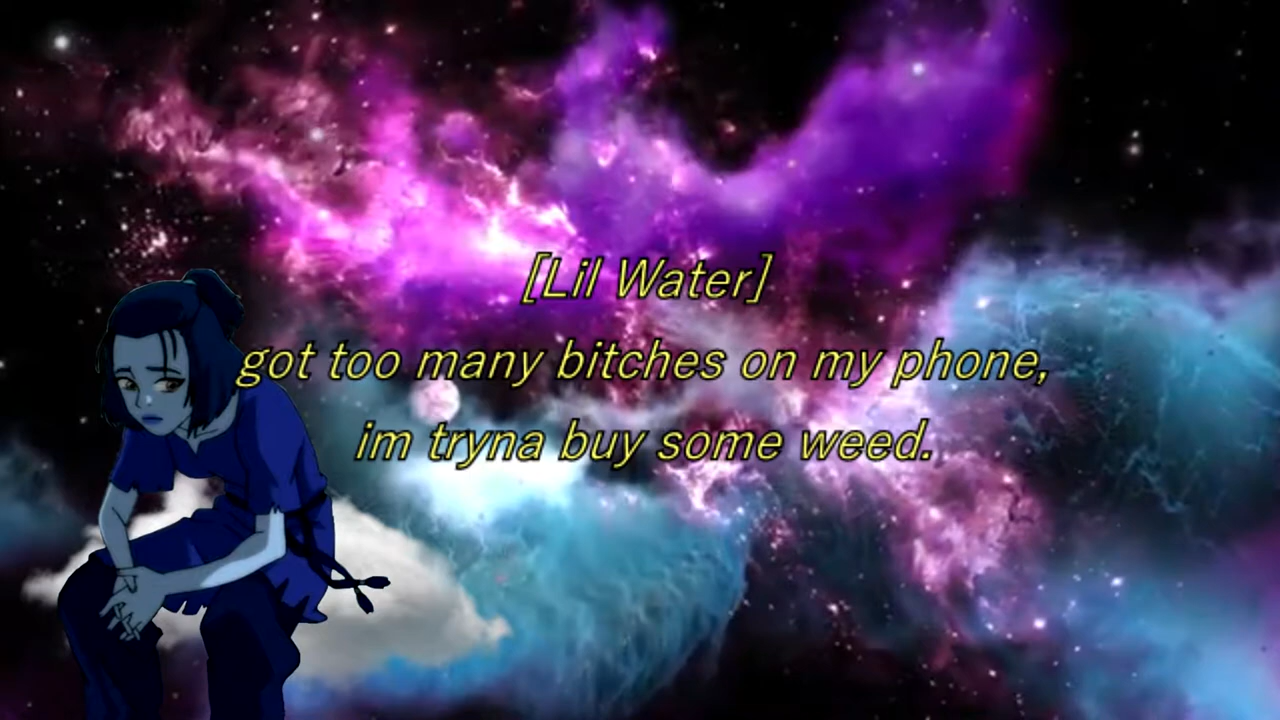 [Lil Water]
got too many bitches on my phone,
im tryna buy some weed.